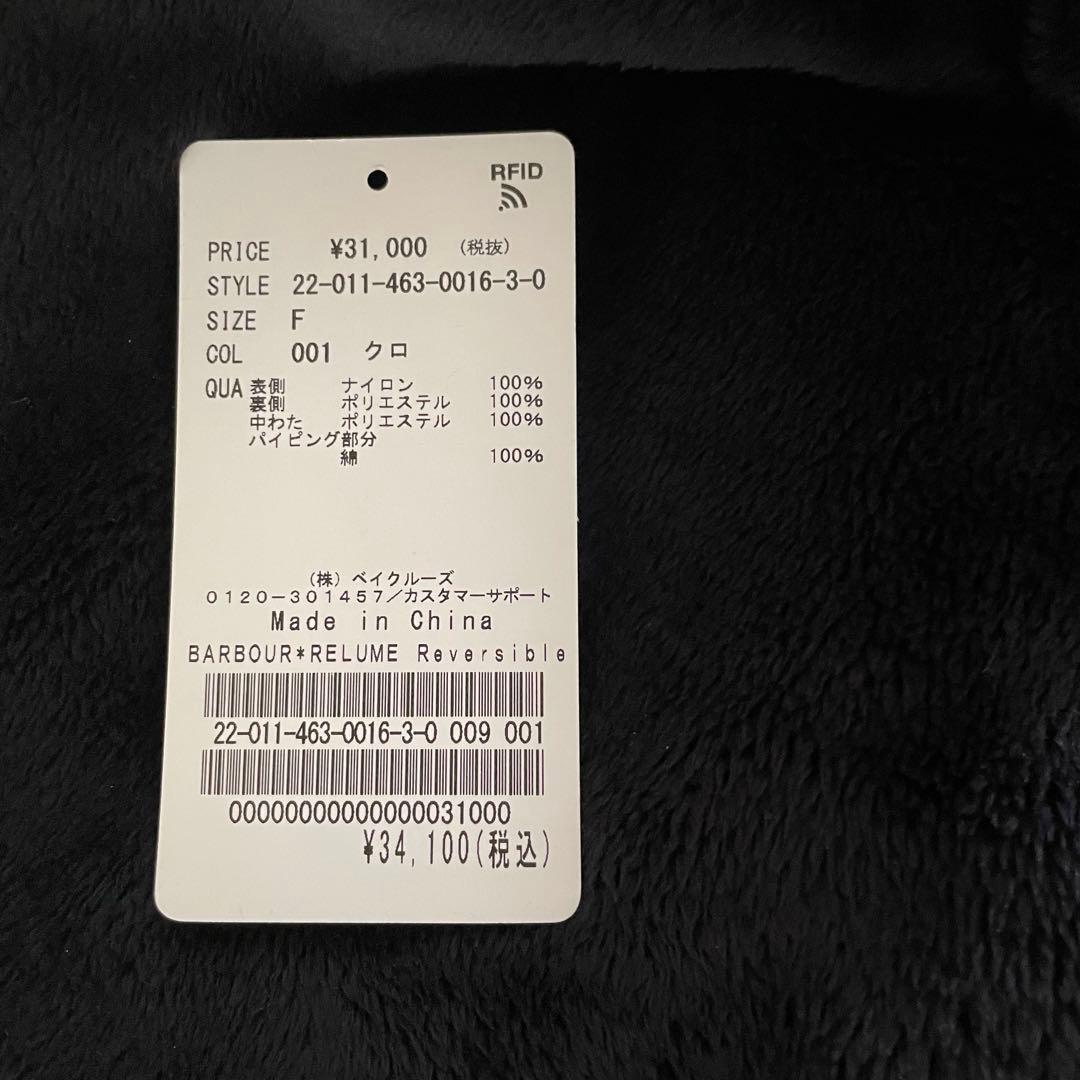 RFID
PRICE ¥31,000 (税抜)
STYLE 22-011-463-0016-3-0
SIZE F
COL 001 クロ
QUA 表側 ナイロン 100%
裏側 ポリエステル 100%
中わた ポリエステル 100%
パイピング部分
綿 100%
(株)ベイクルーズ
0120-301457/カスタマーサポート
Made in China
BARBOUR*RELUME Reversible
22-011-463-0016-3-0 009 001
00000000000000031000
¥34,100(税込)